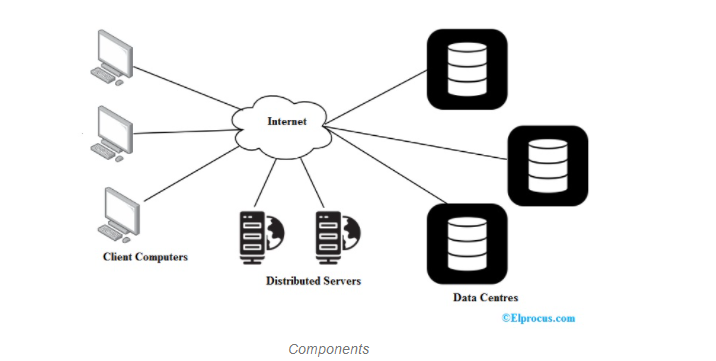 Internet
Client Computers
Distributed Servers
Data Centres
©Elprocus.com
Components